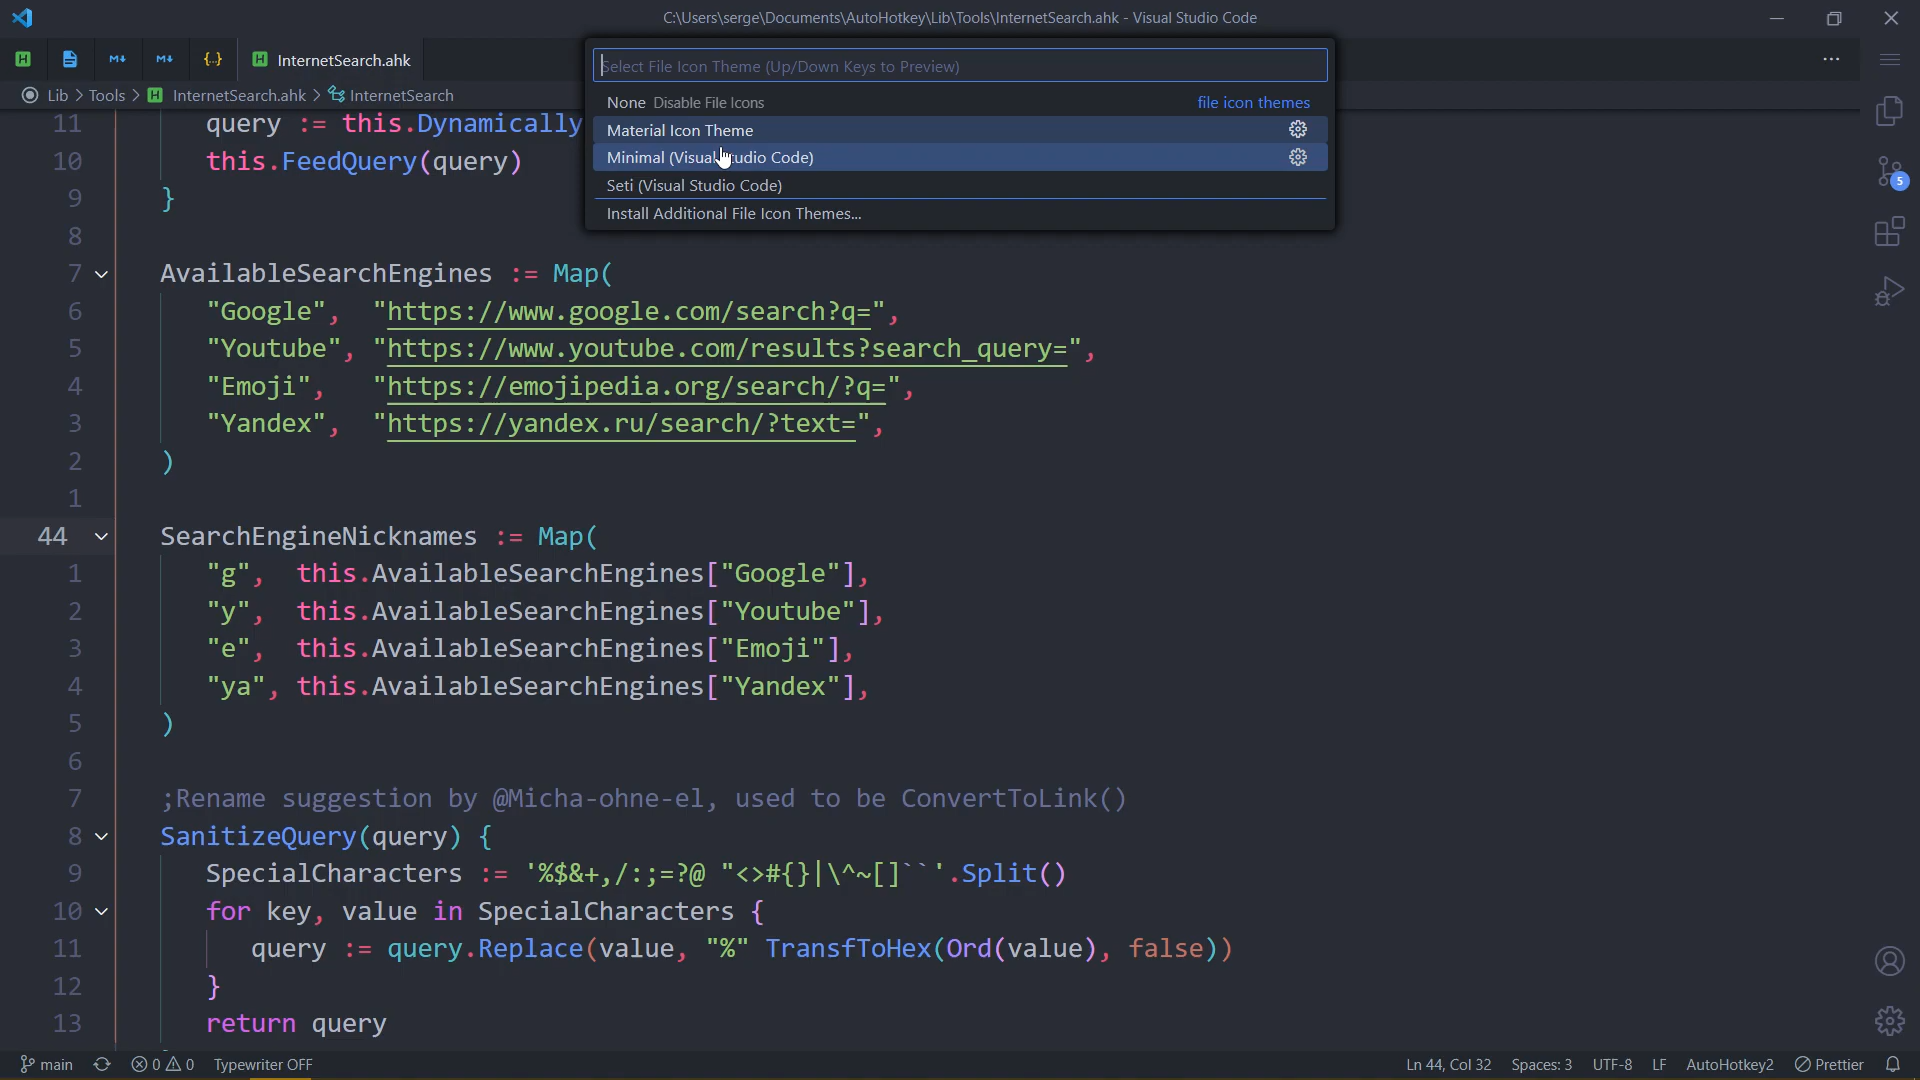 C:\Users\serge\Documents\AutoHotkey\Lib\Tools\InternetSearch.ahk - Visual Studio Code
InternetSearch.ahk
Select File Icon Theme (Up/Down Keys to Preview)
Lib > Tools > InternetSearch.ahk > InternetSearch
None Disable File Icons file icon themes
Material Icon Theme
Minimal (Visual Studio Code)
Seti (Visual Studio Code)
Install Additional File Icon Themes...
5
11 query := this.Dynamically
10 this.FeedQuery(query)
9 }
8
7 AvailableSearchEngines := Map(
6 "Google", "https://www.google.com/search?q=",
5 "Youtube", "https://www.youtube.com/results?search_query=",
4 "Emoji", "https://emojipedia.org/search/?q=",
3 "Yandex", "https://yandex.ru/search/?text=",
2 )
1
44 SearchEngineNicknames := Map(
1 "g", this.AvailableSearchEngines["Google"],
2 "y", this.AvailableSearchEngines["Youtube"],
3 "e", this.AvailableSearchEngines["Emoji"],
4 "ya", this.AvailableSearchEngines["Yandex"],
5 )
6
7 ;Rename suggestion by @Micha-ohne-el, used to be ConvertToLink()
8 SanitizeQuery(query) {
9 SpecialCharacters := '%$&+,/:;=?@ "<>#{}|\^~[]``'.Split()
10 for key, value in SpecialCharacters {
11 query := query.Replace(value, "%" TransfToHex(Ord(value), false))
12 }
13 return query
main 0 0 Typewriter OFF Ln 44, Col 32 Spaces: 3 UTF-8 LF AutoHotkey2 Prettier